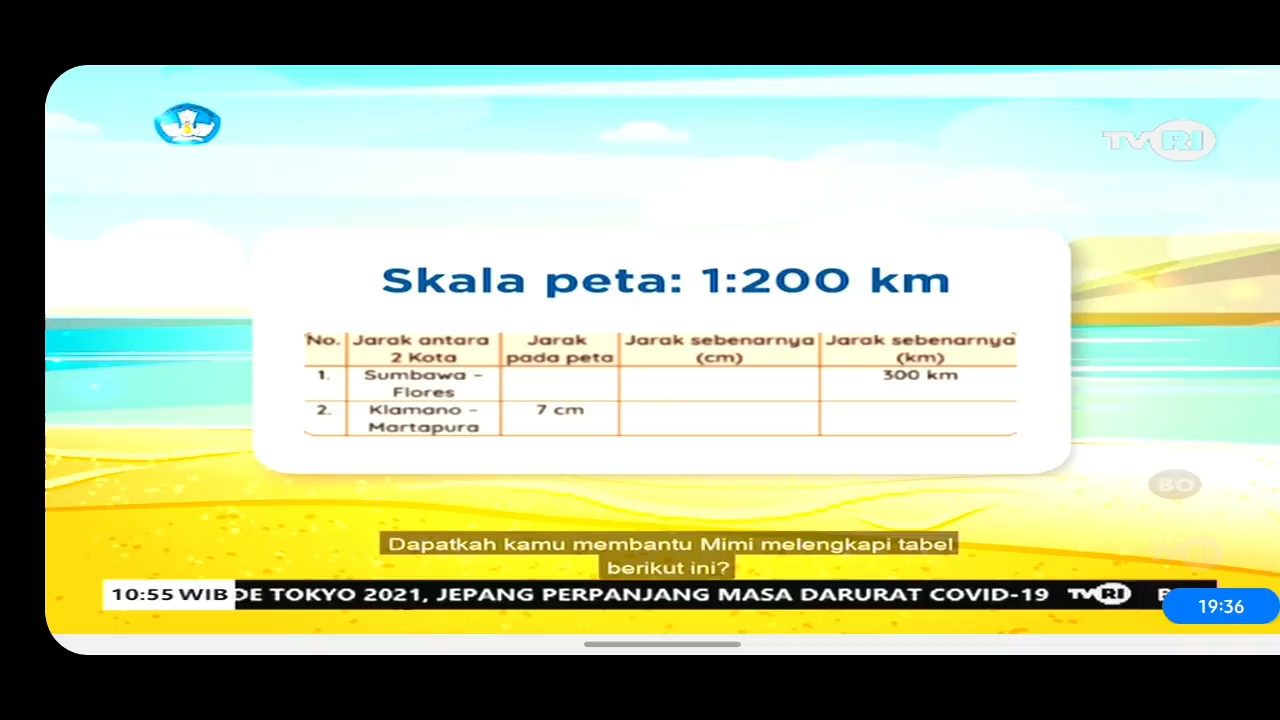 TVRI
Skala peta: 1:200 km
No. Jarak antara 2 Kota Jarak pada peta Jarak sebenarnya (cm) Jarak sebenarnya (km)
1. Sumbawa - Flores 300 km
2. Klamano - Martapura 7 cm
BO
Dapatkah kamu membantu Mimi melengkapi tabel
berikut ini?
10:55 WIB DE TOKYO 2021, JEPANG PERPANJANG MASA DARURAT COVID-19 TVRI
19:36